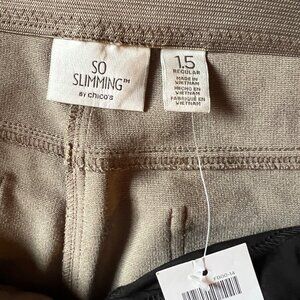 SO
SLIMMING™
BY chico's
1.5
REGULAR
MADE IN
VIETNAM
HECHO EN
VIETNAM
FABRIQUÉ EN
VIETNAM